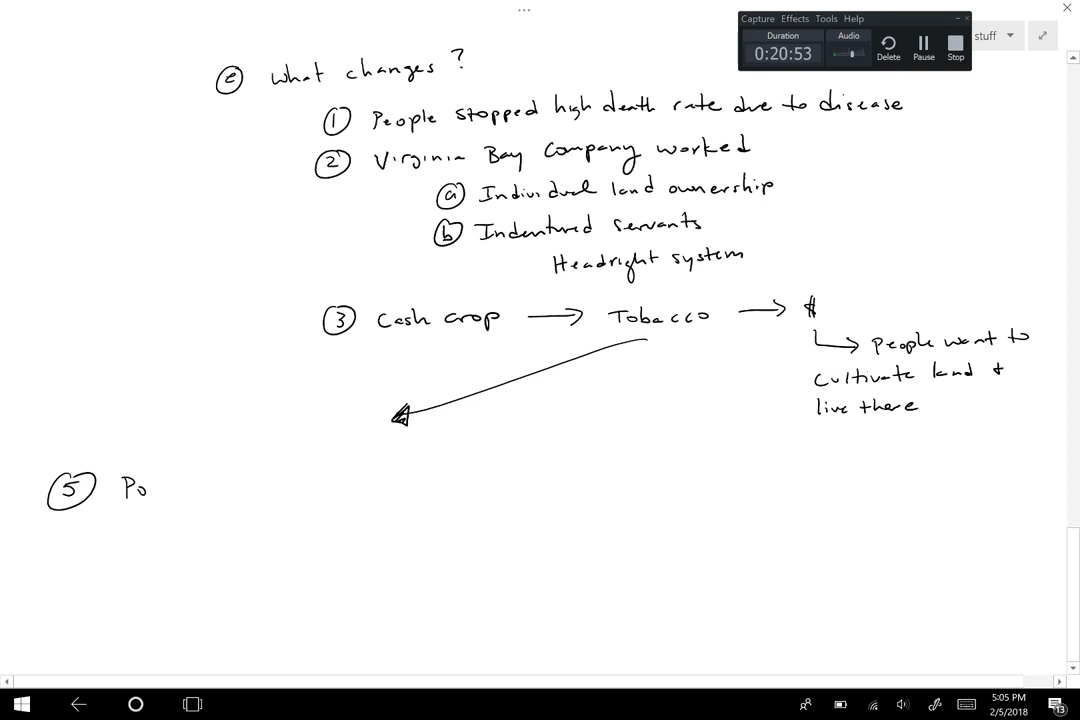 Capture Effects Tools Help
Duration
Audio
0:20:53
Delete Pause Stop
stuff
e What changes ?
1 People stopped high death rate due to disease
2 Virginia Bay Company worked
a Individual land ownership
b Indentured servants
Headright system
3 Cash crop → Tobacco → $
→ People want to
cultivate land +
live there
5 Po
5:05 PM
2/5/2018
13